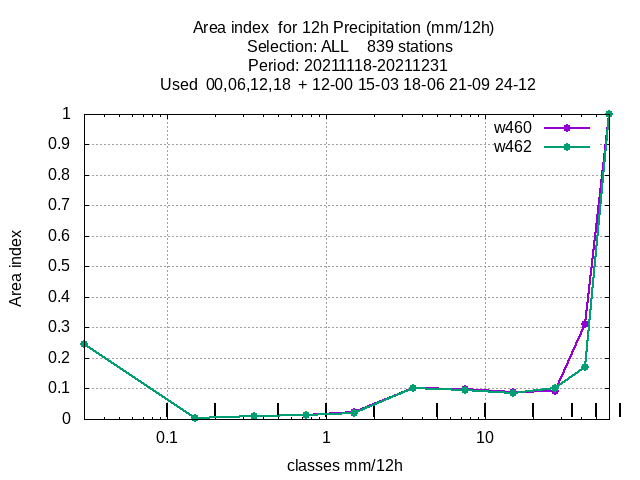 Area index  for 12h Precipitation (mm/12h)
Selection: ALL    839 stations
Period: 20211118-20211231
Used  00,06,12,18  + 12-00 15-03 18-06 21-09 24-12
w460
w462
Area index
1
0.9
0.8
0.7
0.6
0.5
0.4
0.3
0.2
0.1
0
0.1 1 10
classes mm/12h